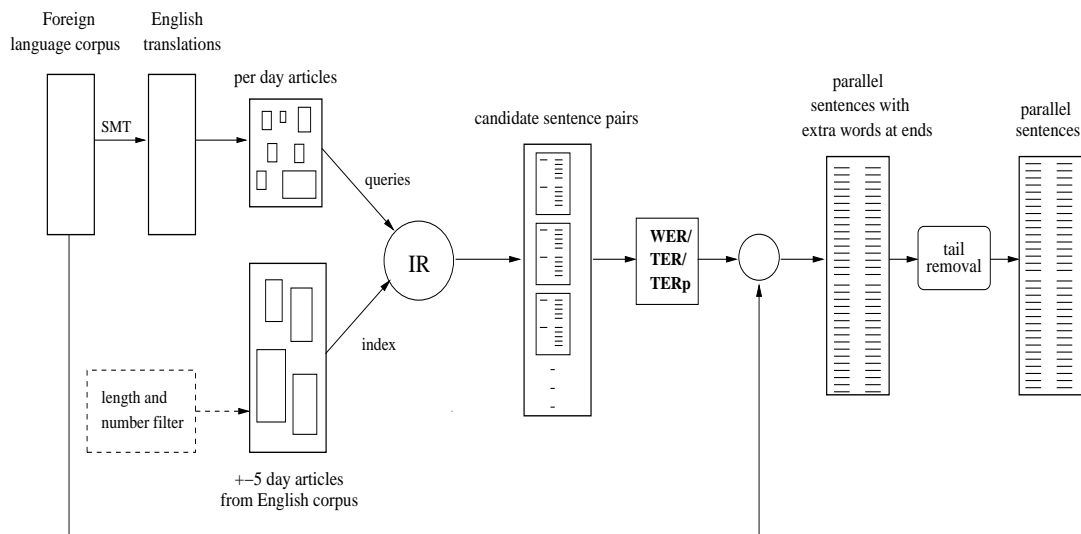 Foreign
language corpus
English
translations
SMT
per day articles
queries
IR
index
length and
number filter
+−5 day articles
from English corpus
candidate sentence pairs
WER/
TER/
TERp
parallel
sentences with
extra words at ends
tail
removal
parallel
sentences